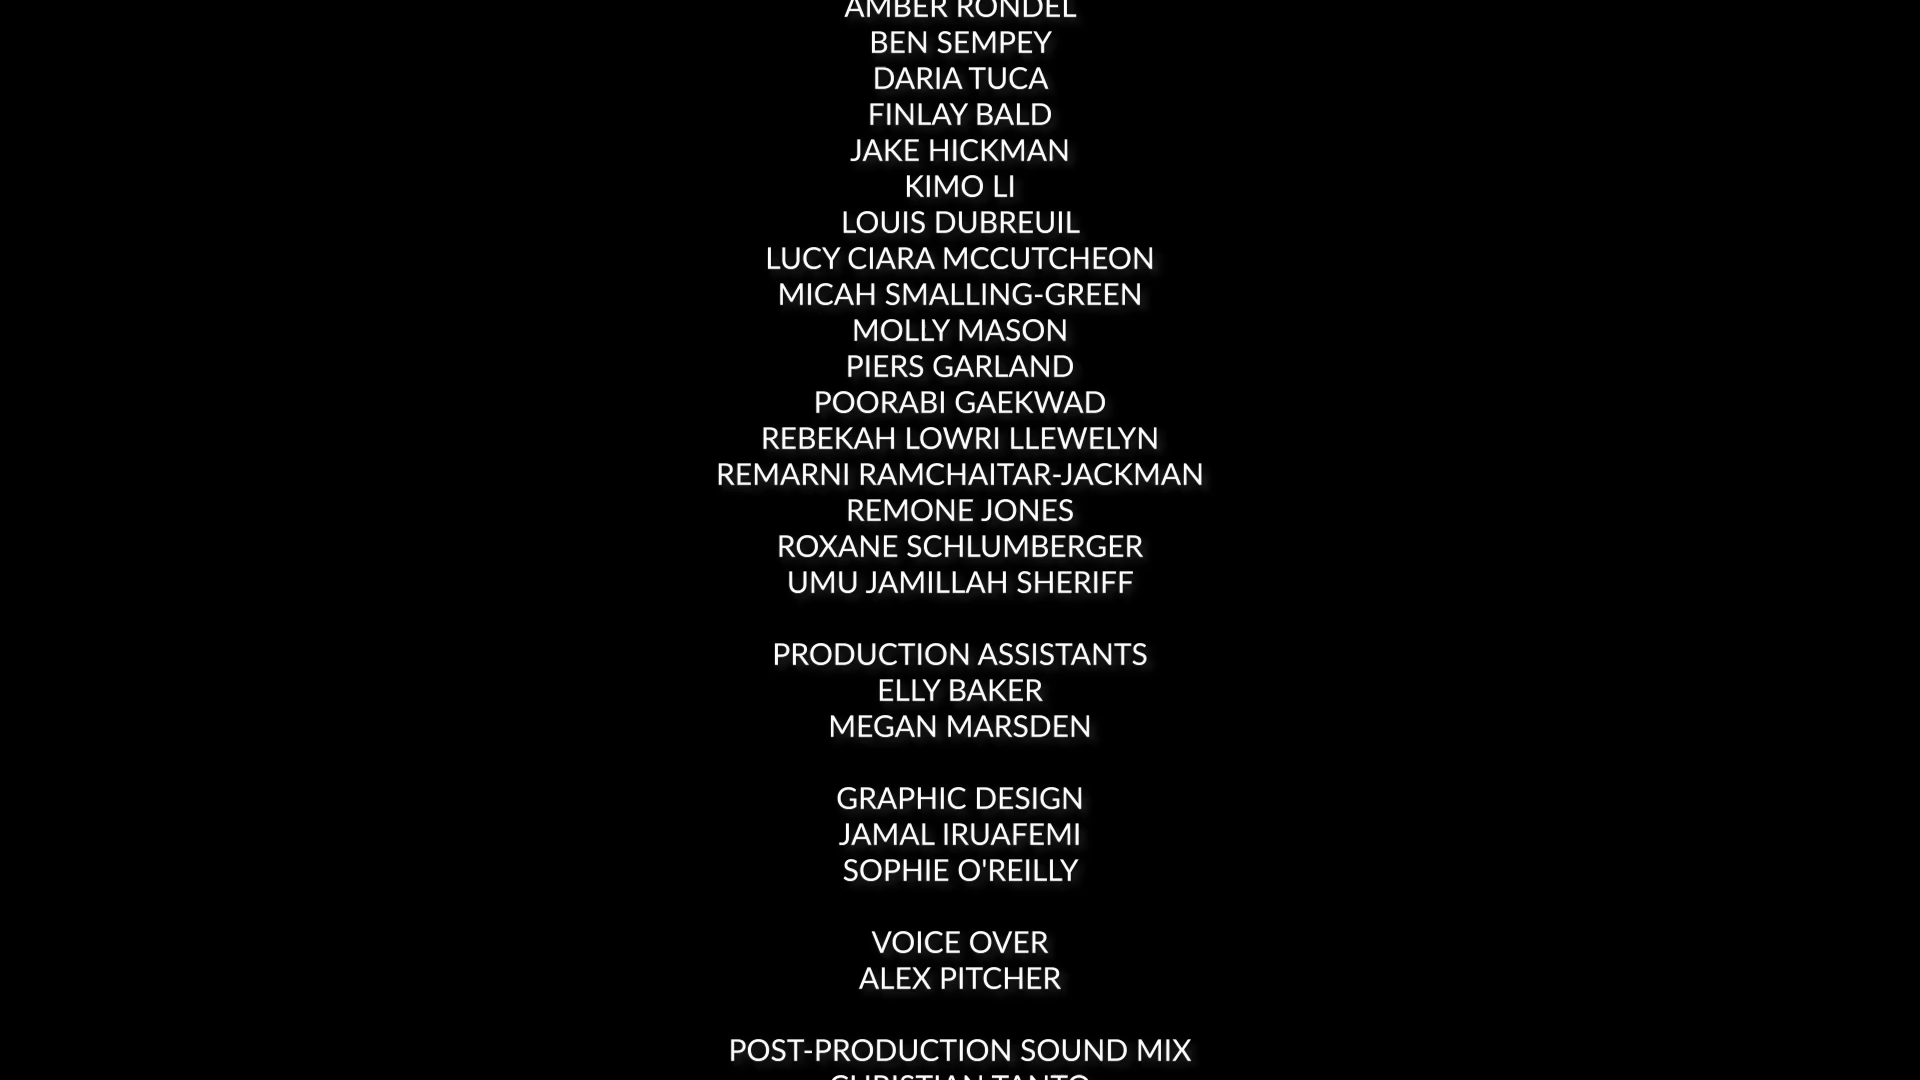 AMBER RONDEL
BEN SEMPEY
DARIA TUCA
FINLAY BALD
JAKE HICKMAN
KIMO LI
LOUIS DUBREUIL
LUCY CIARA MCCUTCHEON
MICAH SMALLING-GREEN
MOLLY MASON
PIERS GARLAND
POORABI GAEKWAD
REBEKAH LOWRI LLEWELYN
REMARNI RAMCHAITAR-JACKMAN
REMONE JONES
ROXANE SCHLUMBERGER
UMU JAMILLAH SHERIFF
PRODUCTION ASSISTANTS
ELLY BAKER
MEGAN MARSDEN
GRAPHIC DESIGN
JAMAL IRUAFEMI
SOPHIE O'REILLY
VOICE OVER
ALEX PITCHER
POST-PRODUCTION SOUND MIX